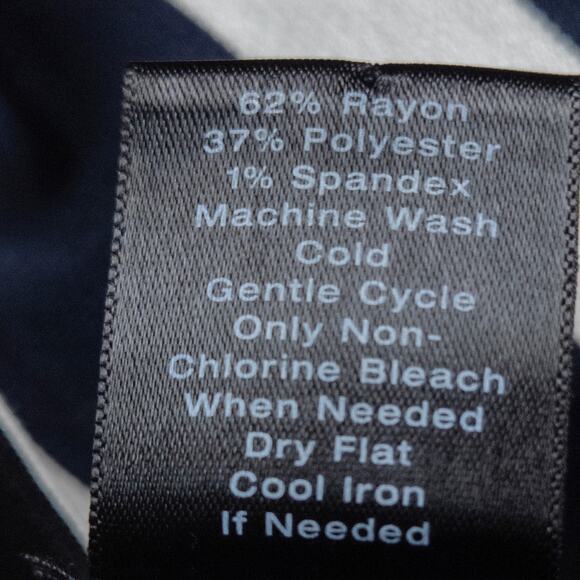 62% Rayon
37% Polyester
1% Spandex
Machine Wash
Cold
Gentle Cycle
Only Non-
Chlorine Bleach
When Needed
Dry Flat
Cool Iron
If Needed